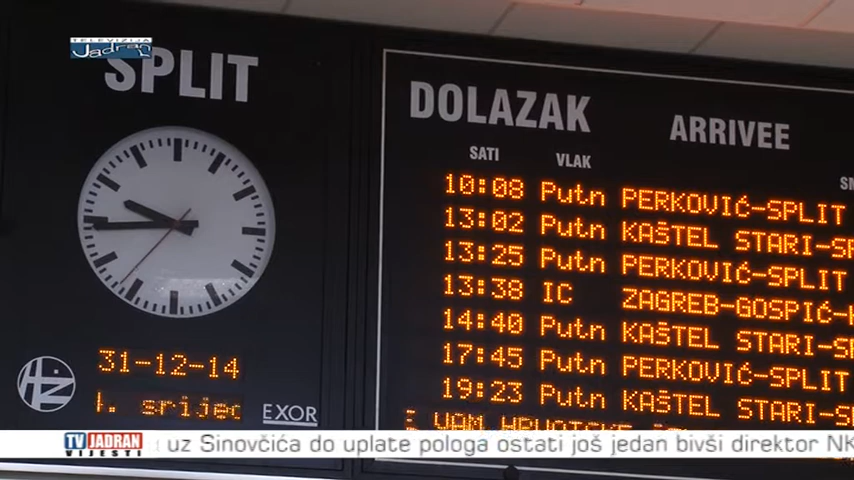 TELEVIZIJA
Jadran
SPLIT
DOLAZAK ARRIVEE
SATI VLAK
10:08 Putn PERKOVIĆ-SPLIT
13:02 Putn KAŠTEL STARI-SP
13:25 Putn PERKOVIĆ-SPLIT
13:38 IC ZAGREB-GOSPIĆ-K
14:40 Putn KAŠTEL STARI-SP
17:45 Putn PERKOVIĆ-SPLIT
19:23 Putn KAŠTEL STARI-SP
31-12-14
HŽ
EXOR
TV JADRAN
VIJESTI
uz Sinovčića do uplate pologa ostati još jedan bivši direktor NK